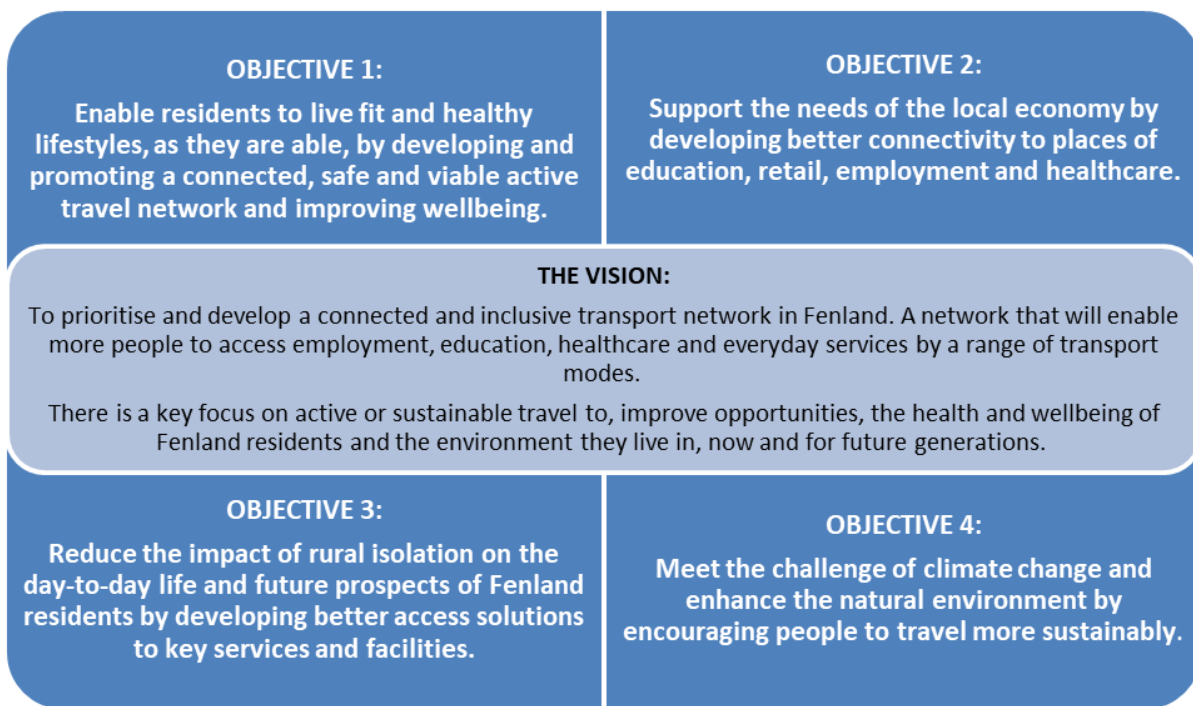 OBJECTIVE 1:
Enable residents to live fit and healthy
lifestyles, as they are able, by developing and
promoting a connected, safe and viable active
travel network and improving wellbeing.
OBJECTIVE 2:
Support the needs of the local economy by
developing better connectivity to places of
education, retail, employment and healthcare.
THE VISION:
To prioritise and develop a connected and inclusive transport network in Fenland. A network that will enable
more people to access employment, education, healthcare and everyday services by a range of transport
modes.
There is a key focus on active or sustainable travel to, improve opportunities, the health and wellbeing of
Fenland residents and the environment they live in, now and for future generations.
OBJECTIVE 3:
Reduce the impact of rural isolation on the
day-to-day life and future prospects of Fenland
residents by developing better access solutions
to key services and facilities.
OBJECTIVE 4:
Meet the challenge of climate change and
enhance the natural environment by
encouraging people to travel more sustainably.